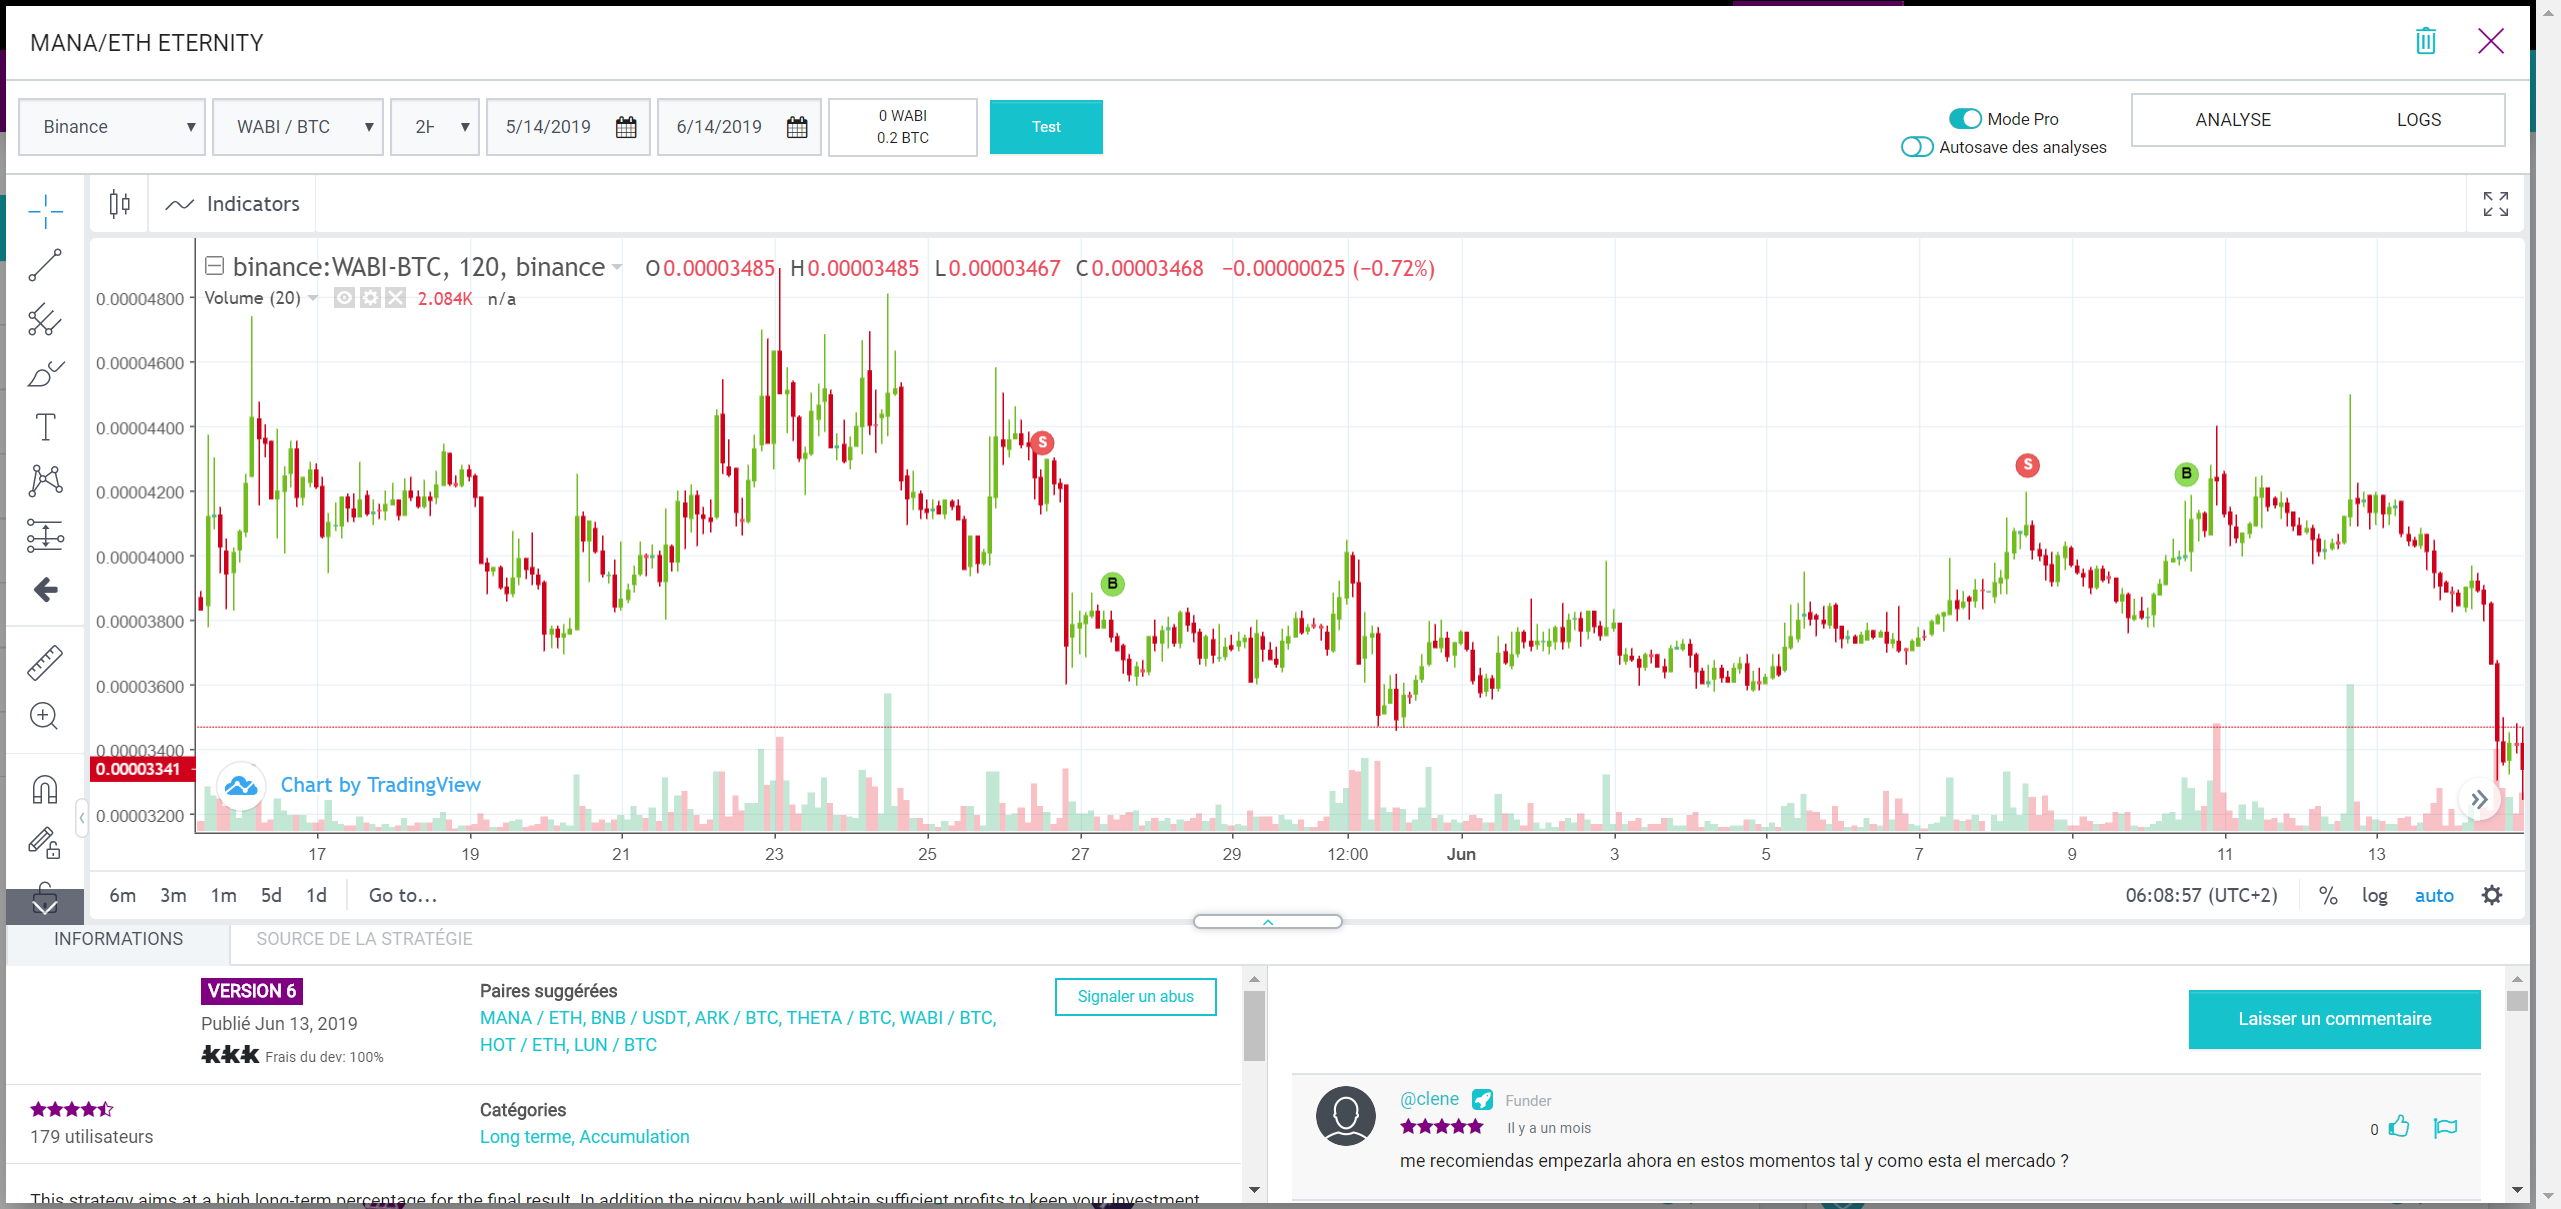 MANA/ETH ETERNITY
Binance
WABI / BTC
2H
5/14/2019
6/14/2019
0 WABI
0.2 BTC
Test
Mode Pro
Autosave des analyses
ANALYSE
LOGS
Indicators
binance:WABI-BTC, 120, binance O0.00003485 H0.00003485 L0.00003467 C0.00003468 −0.00000025 (−0.72%)
Volume (20) 2.084K n/a
0.00004800
0.00004600
0.00004400
0.00004200
0.00004000
0.00003800
0.00003600
0.00003400
0.00003341
0.00003200
S
B
S
B
Chart by TradingView
17 19 21 23 25 27 29 12:00 Jun 3 5 7 9 11 13
6m 3m 1m 5d 1d Go to...
06:08:57 (UTC+2) % log auto
INFORMATIONS
SOURCE DE LA STRATÉGIE
VERSION 6
Publié Jun 13, 2019
Frais du dev: 100%
Paires suggérées
MANA / ETH, BNB / USDT, ARK / BTC, THETA / BTC, WABI / BTC,
HOT / ETH, LUN / BTC
Signaler un abus
179 utilisateurs
Catégories
Long terme, Accumulation
This strategy aims at a high long-term percentage for the final result. In addition the piggy bank will obtain sufficient profits to keep your investment
Laisser un commentaire
@clene Funder
Il y a un mois
0
me recomiendas empezarla ahora en estos momentos tal y como esta el mercado ?